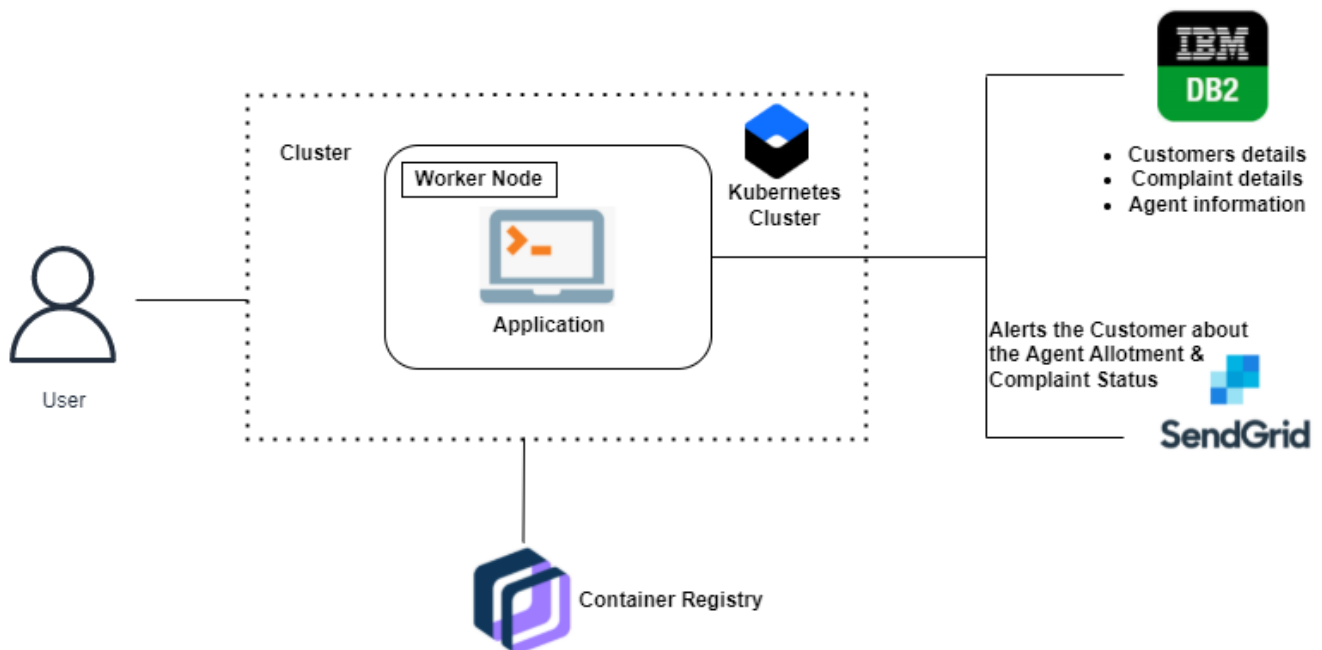 IBM
DB2
Cluster
Worker Node
Kubernetes
Cluster
Customers details
Complaint details
Agent information
Application
User
Alerts the Customer about
the Agent Allotment &
Complaint Status
SendGrid
Container Registry